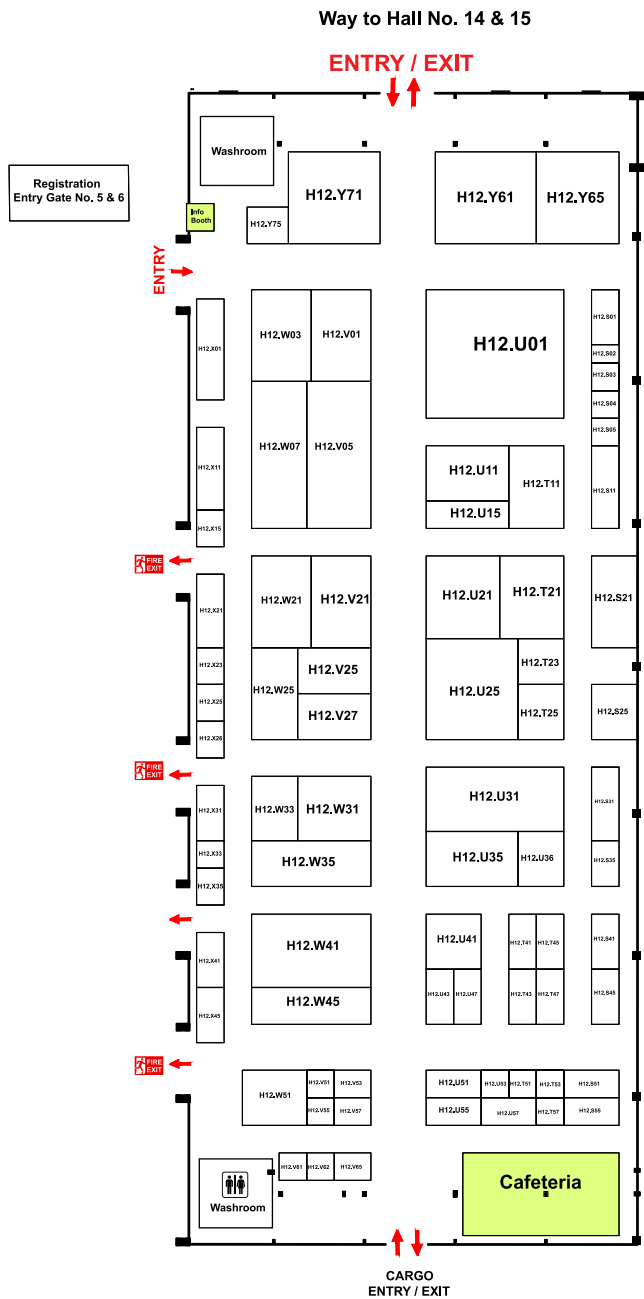 Way to Hall No. 14 & 15
ENTRY / EXIT
Washroom
Registration
Entry Gate No. 5 & 6
Info
Booth
H12.Y75
H12.Y71
H12.Y61
H12.Y65
ENTRY
H12.X01
H12.W03
H12.V01
H12.U01
H12.S01
H12.S02
H12.S03
H12.S04
H12.S05
H12.X11
H12.W07
H12.V05
H12.U11
H12.T11
H12.S11
H12.U15
H12.X15
FIRE
EXIT
H12.X21
H12.W21
H12.V21
H12.U21
H12.T21
H12.S21
H12.X23
H12.W25
H12.V25
H12.T23
H12.U25
H12.X25
H12.V27
H12.T25
H12.S25
H12.X26
FIRE
EXIT
H12.X31
H12.W33
H12.W31
H12.U31
H12.S31
H12.X33
H12.W35
H12.U35
H12.U36
H12.S35
H12.X35
H12.X41
H12.W41
H12.U41
H12.T41
H12.T45
H12.S41
H12.X45
H12.W45
H12.U43
H12.U47
H12.T43
H12.T47
H12.S45
FIRE
EXIT
H12.W51
H12.V51
H12.V53
H12.U51
H12.U53
H12.T51
H12.T53
H12.S51
H12.V55
H12.V57
H12.U55
H12.U57
H12.T57
H12.S55
H12.V61
H12.V62
H12.V65
Washroom
Cafeteria
CARGO
ENTRY / EXIT